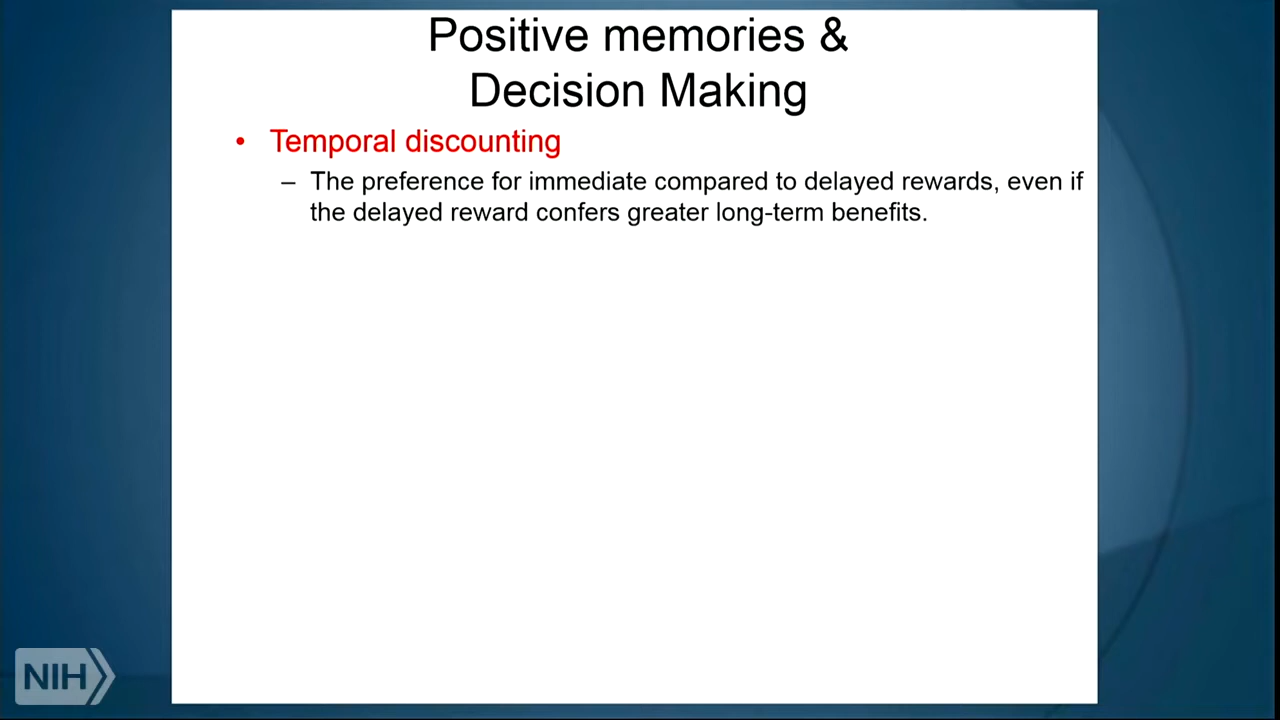 Positive memories &
Decision Making
• Temporal discounting
– The preference for immediate compared to delayed rewards, even if
the delayed reward confers greater long-term benefits.
NIH